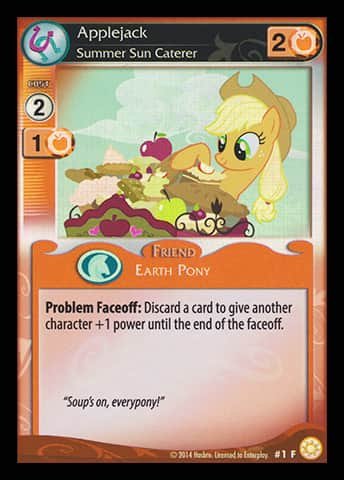 Applejack
Summer Sun Caterer
2
COST
2
1
FRIEND
EARTH PONY
Problem Faceoff: Discard a card to give another
character +1 power until the end of the faceoff.
"Soup's on, everypony!"
© 2014 Hasbro. Licensed to Enterplay.
#1 F